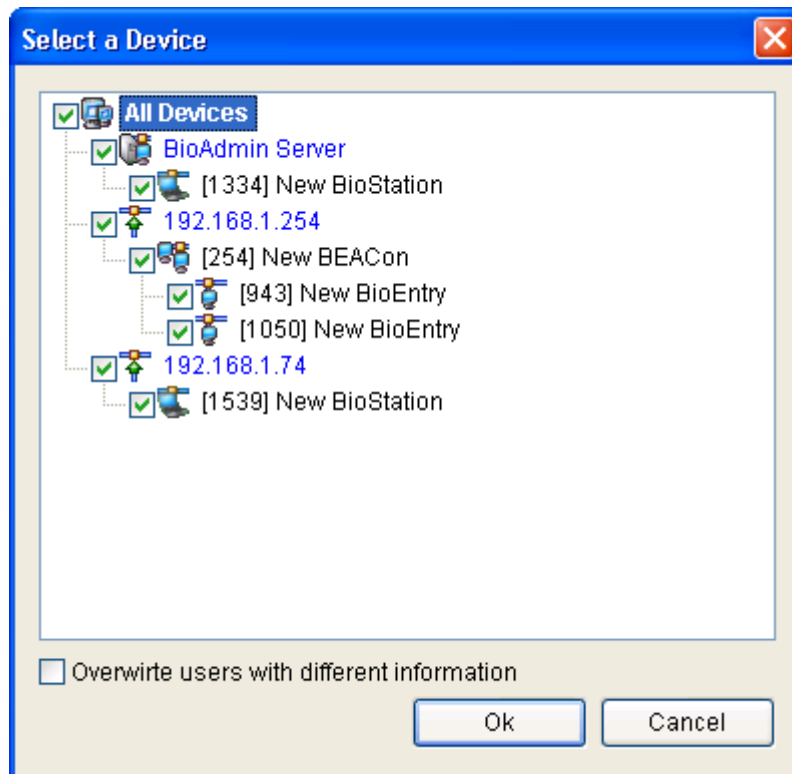 Select a Device
All Devices
BioAdmin Server
[1334] New BioStation
192.168.1.254
[254] New BEACon
[943] New BioEntry
[1050] New BioEntry
192.168.1.74
[1539] New BioStation
Overwirte users with different information
Ok Cancel